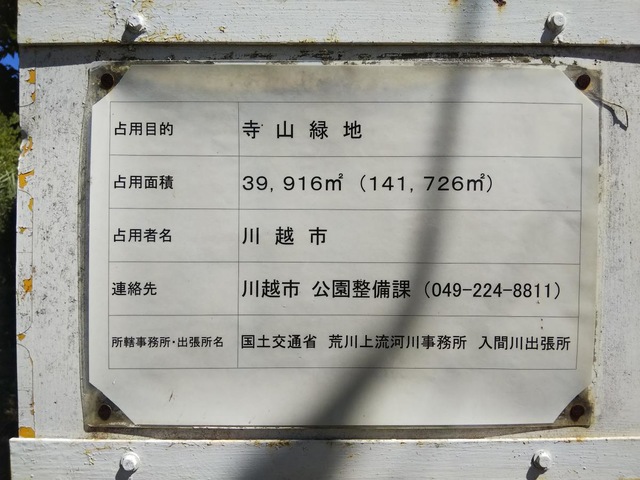 占用目的 寺山緑地
占用面積 39,916㎡（141,726㎡）
占用者名 川越市
連絡先 川越市 公園整備課（049-224-8811）
所轄事務所・出張所名 国土交通省 荒川上流河川事務所 入間川出張所